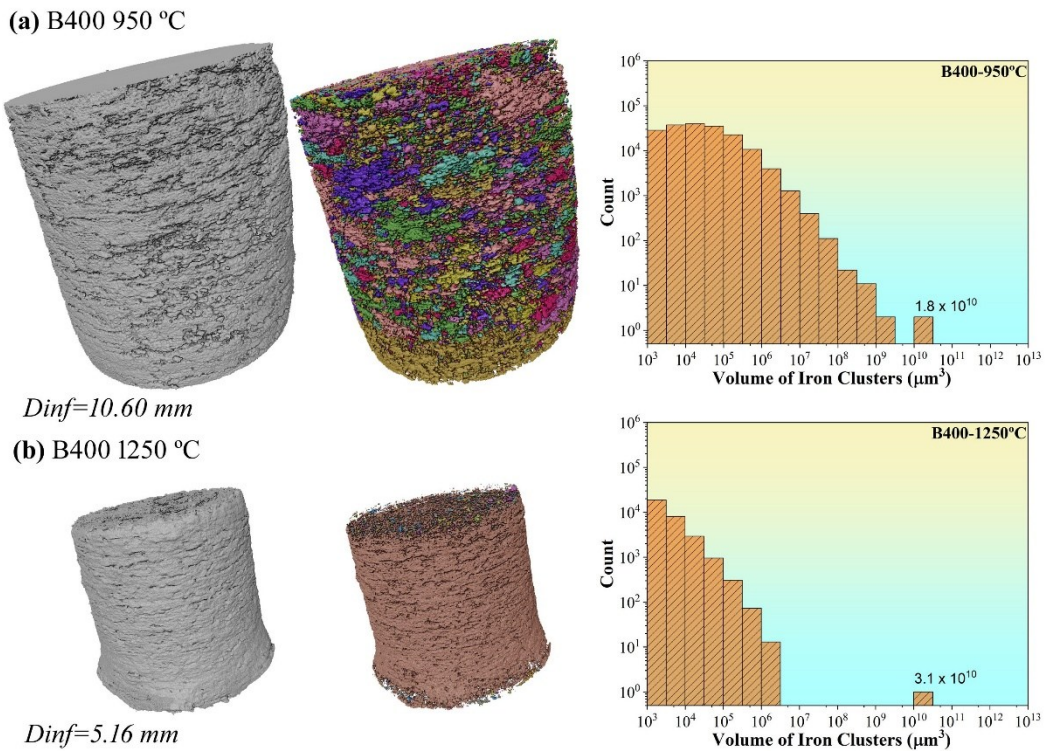 (a) B400 950 ºC
Dinf=10.60 mm
B400-950ºC
Count
10⁶
10⁵
10⁴
10³
10²
10¹
10⁰
1.8 x 10¹⁰
10³ 10⁴ 10⁵ 10⁶ 10⁷ 10⁸ 10⁹ 10¹⁰ 10¹¹ 10¹² 10¹³
Volume of Iron Clusters (μm³)
(b) B400 1250 ºC
Dinf=5.16 mm
B400-1250ºC
Count
10⁶
10⁵
10⁴
10³
10²
10¹
10⁰
3.1 x 10¹⁰
10³ 10⁴ 10⁵ 10⁶ 10⁷ 10⁸ 10⁹ 10¹⁰ 10¹¹ 10¹² 10¹³
Volume of Iron Clusters (μm³)